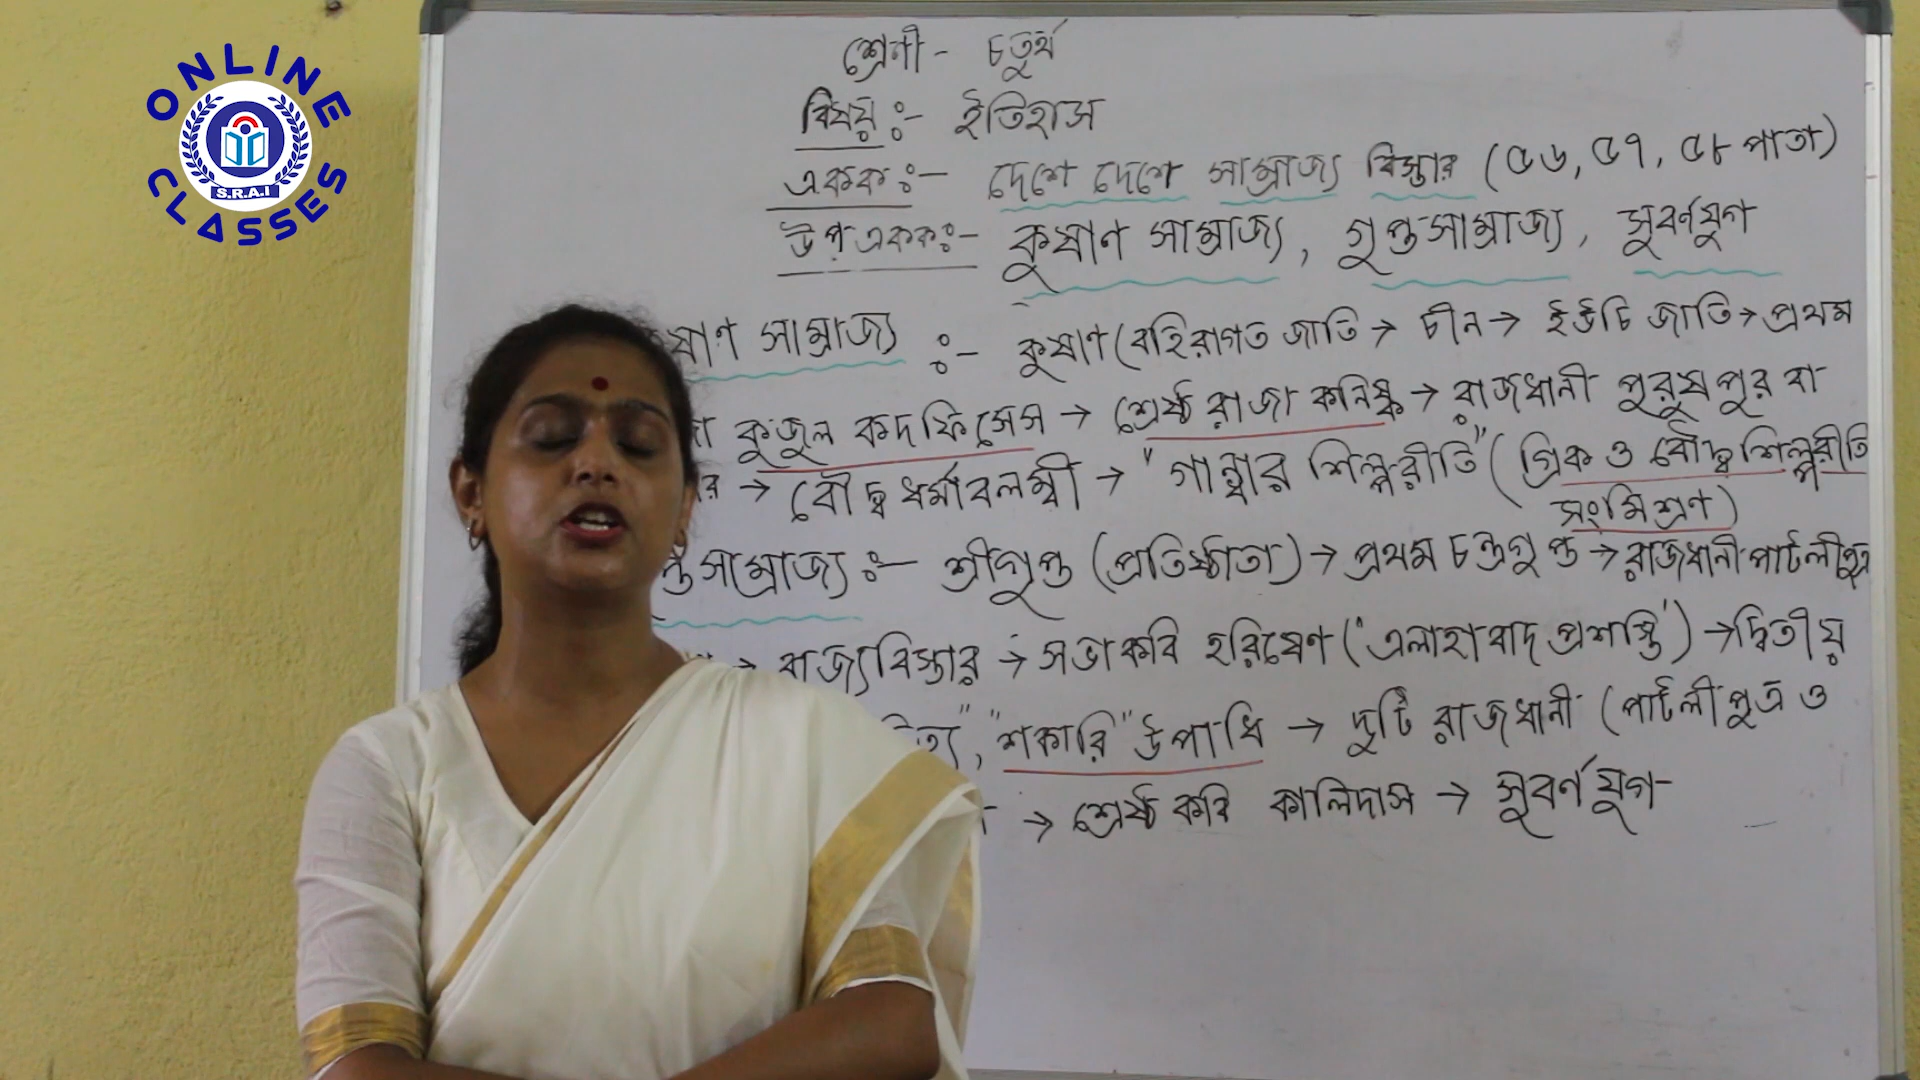 ONLINE
S.R.A.I
CLASSES
শ্রেণী - চতুর্থ
বিষয় ঃ- ইতিহাস
একক ঃ- দেশে দেশে সাম্রাজ্য বিস্তার (৫৬, ৫৭, ৫৮ পাতা)
উপ একক ঃ- কুষাণ সাম্রাজ্য, গুপ্তসাম্রাজ্য, সুবর্ণযুগ
সাম্রাজ্য ঃ- কুষাণ (বহিরাগত জাতি → চীন → ইউচি জাতি → প্রথম
কুজুল কদফিসেস → শ্রেষ্ঠ রাজা কনিষ্ক → রাজধানী পুরুষপুর বা
→ বৌদ্ধ ধর্মাবলম্বী → "গান্ধার শিল্পরীতি" (গ্রিক ও বৌদ্ধ শিল্পরীতি
সংমিশ্রণ)
সাম্রাজ্য ঃ- শ্রীগুপ্ত (প্রতিষ্ঠাতা) → প্রথম চন্দ্রগুপ্ত → রাজধানী পাটলীপুত্র
→ রাজ্যবিস্তার → সভাকবি হরিষেণ ('এলাহাবাদ প্রশস্তি') → দ্বিতীয়
, "শকারি" উপাধি → দুটি রাজধানী (পাটলীপুত্র ও
→ শ্রেষ্ঠ কবি কালিদাস → সুবর্ণ যুগ